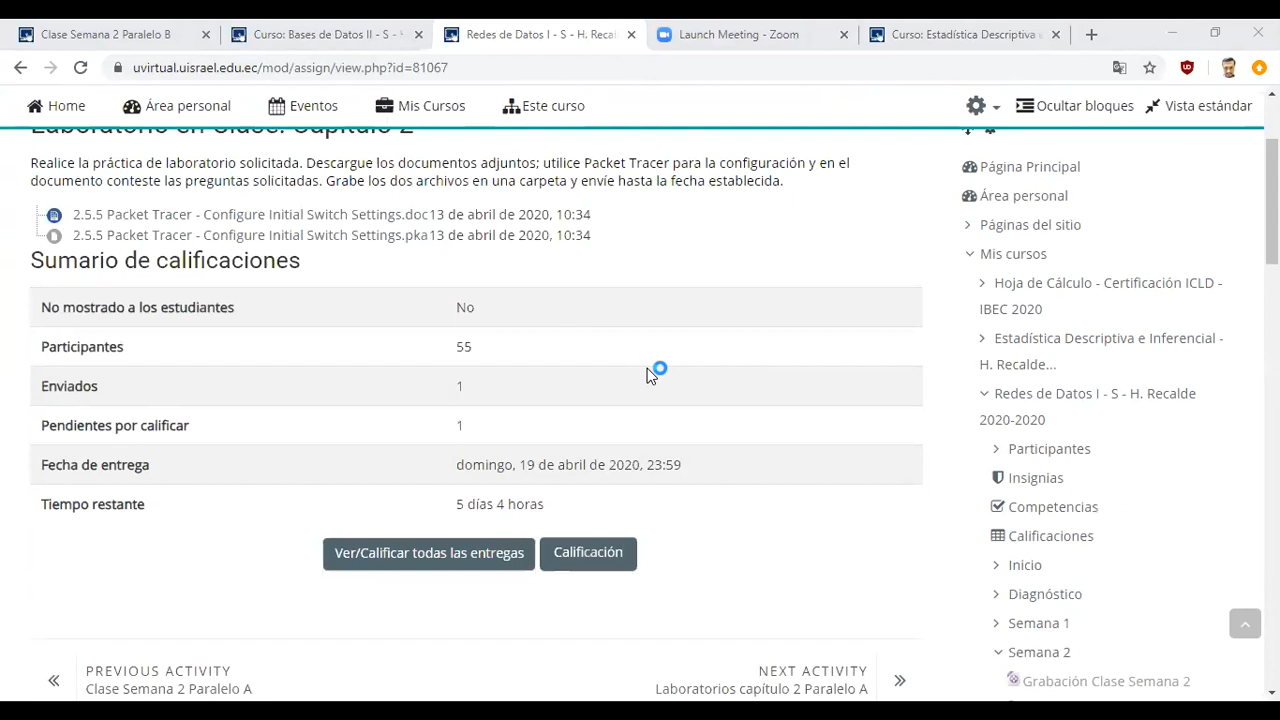 Clase Semana 2 Paralelo B
Curso: Bases de Datos II - S -
Redes de Datos I - S - H. Reca
Launch Meeting - Zoom
Curso: Estadística Descriptiva e
uvirtual.uisrael.edu.ec/mod/assign/view.php?id=81067
Home
Área personal
Eventos
Mis Cursos
Este curso
Ocultar bloques
Vista estándar
Laboratorio en Clase: Capítulo 2
Realice la práctica de laboratorio solicitada. Descargue los documentos adjuntos; utilice Packet Tracer para la configuración y en el
documento conteste las preguntas solicitadas. Grabe los dos archivos en una carpeta y envíe hasta la fecha establecida.
2.5.5 Packet Tracer - Configure Initial Switch Settings.doc13 de abril de 2020, 10:34
2.5.5 Packet Tracer - Configure Initial Switch Settings.pka13 de abril de 2020, 10:34
Sumario de calificaciones
No mostrado a los estudiantes No
Participantes 55
Enviados 1
Pendientes por calificar 1
Fecha de entrega domingo, 19 de abril de 2020, 23:59
Tiempo restante 5 días 4 horas
Ver/Calificar todas las entregas
Calificación
PREVIOUS ACTIVITY
Clase Semana 2 Paralelo A
NEXT ACTIVITY
Laboratorios capítulo 2 Paralelo A
Página Principal
Área personal
Páginas del sitio
Mis cursos
Hoja de Cálculo - Certificación ICLD -
IBEC 2020
Estadística Descriptiva e Inferencial -
H. Recalde...
Redes de Datos I - S - H. Recalde
2020-2020
Participantes
Insignias
Competencias
Calificaciones
Inicio
Diagnóstico
Semana 1
Semana 2
Grabación Clase Semana 2